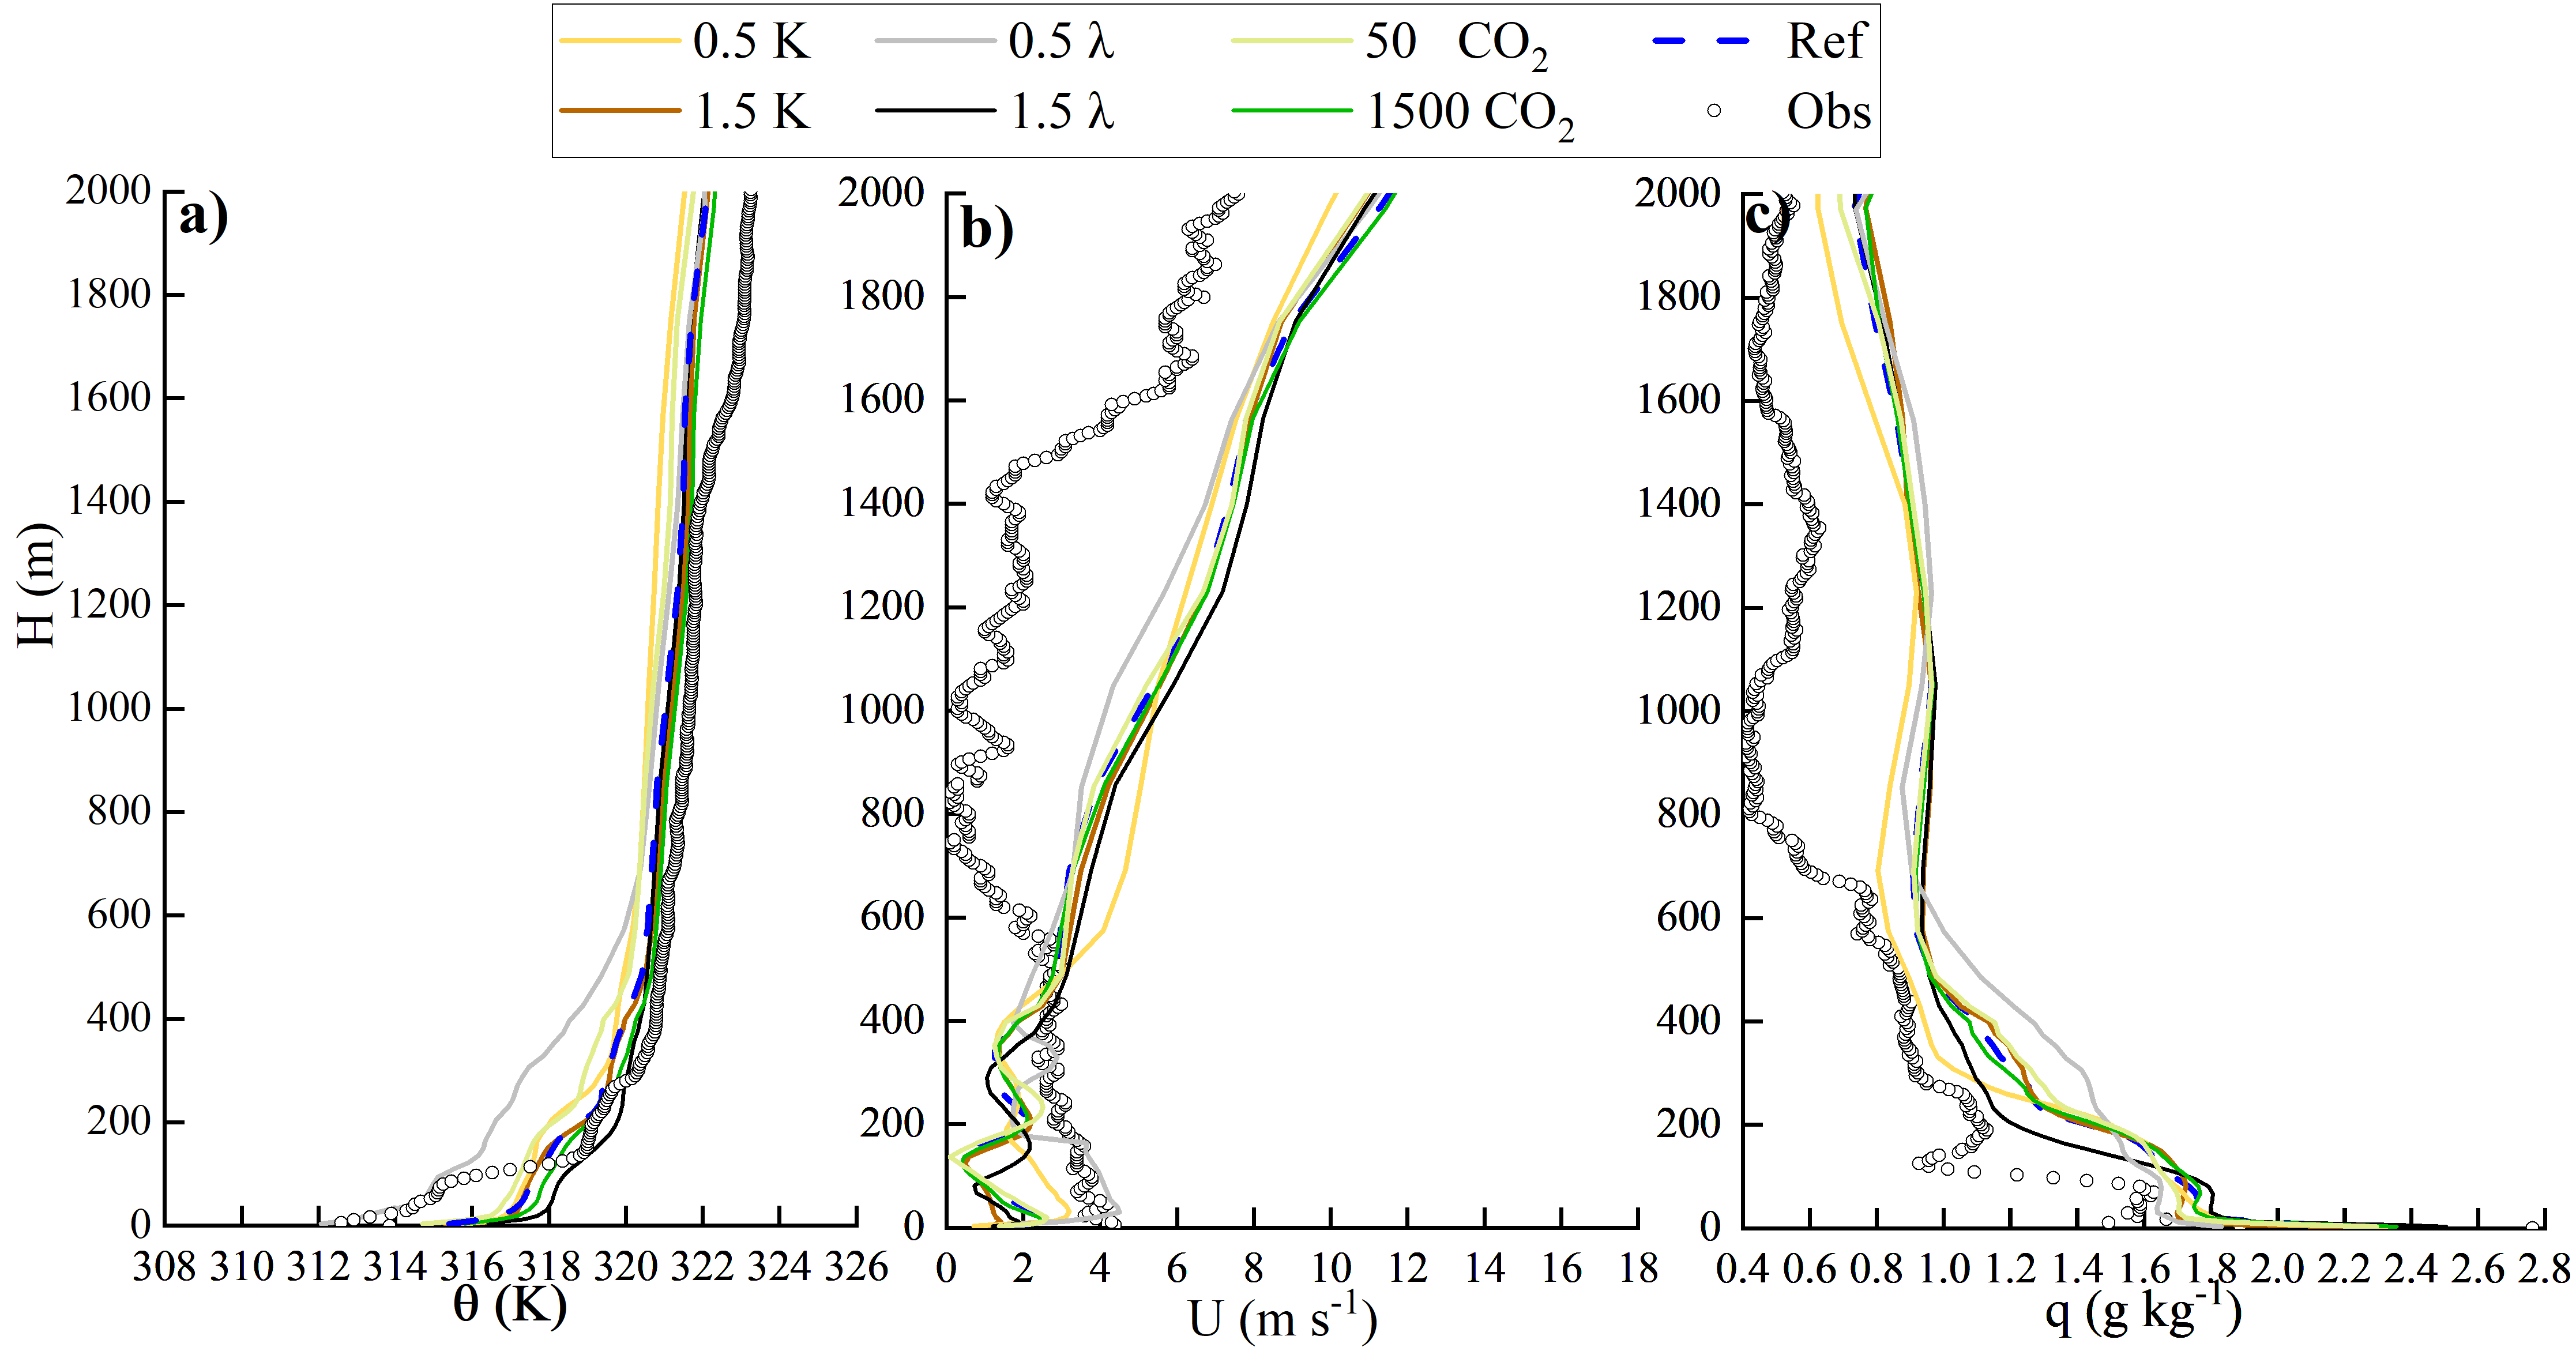 0.5 K 0.5 λ 50 CO2 Ref
1.5 K 1.5 λ 1500 CO2 Obs
a)
b)
c)
H (m)
2000
1800
1600
1400
1200
1000
800
600
400
200
0
308 310 312 314 316 318 320 322 324 326
θ (K)
2000
1800
1600
1400
1200
1000
800
600
400
200
0
0 2 4 6 8 10 12 14 16 18
U (m s-1)
2000
1800
1600
1400
1200
1000
800
600
400
200
0
0.4 0.6 0.8 1.0 1.2 1.4 1.6 1.8 2.0 2.2 2.4 2.6 2.8
q (g kg-1)